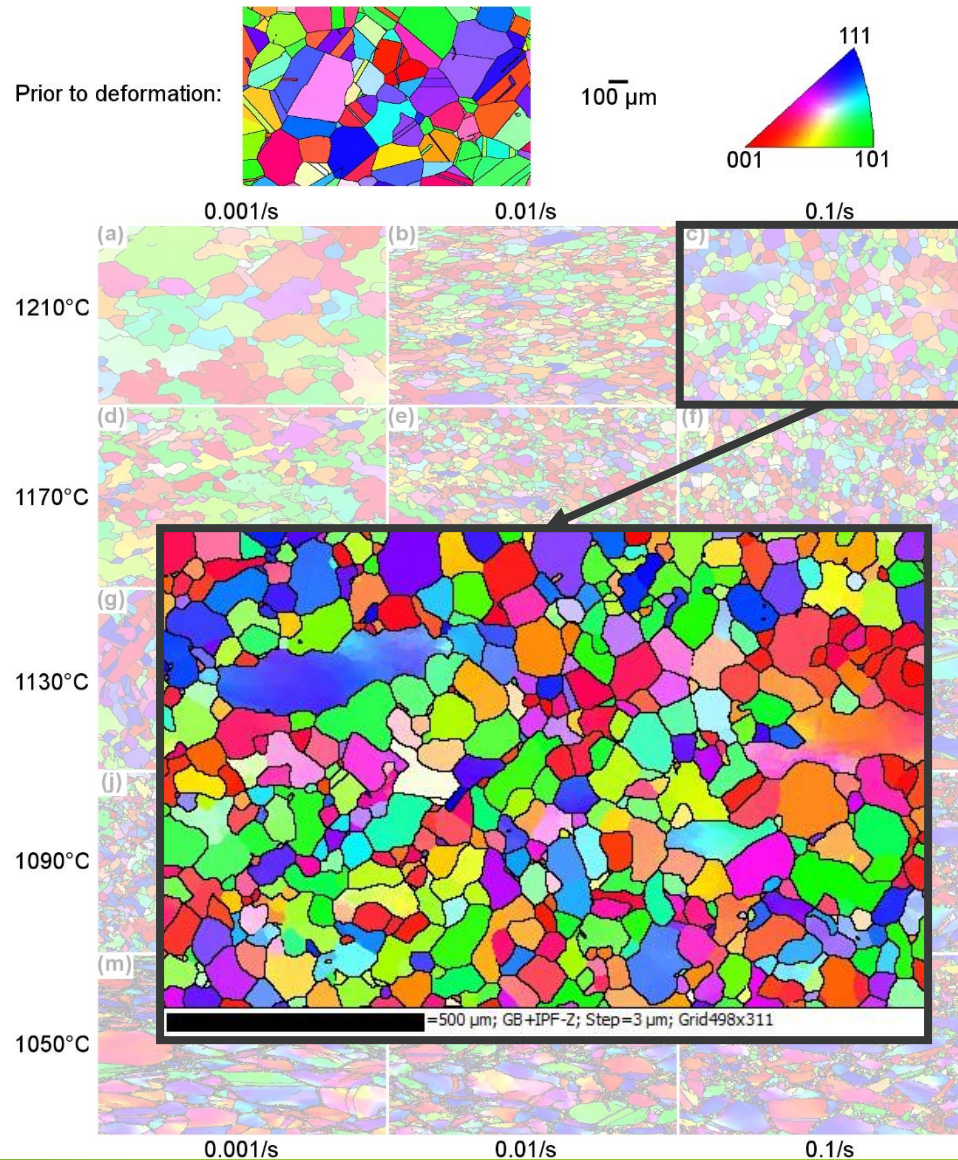 111
Prior to deformation:
100 µm
001
101
0.001/s
0.01/s
0.1/s
(a)
(b)
c)
1210°C
(d)
(e)
(f)
1170°C
(g)
1130°C
(j)
1090°C
(m)
=500 µm; GB+IPF-Z; Step=3 µm; Grid498x311
1050°C
0.001/s
0.01/s
0.1/s